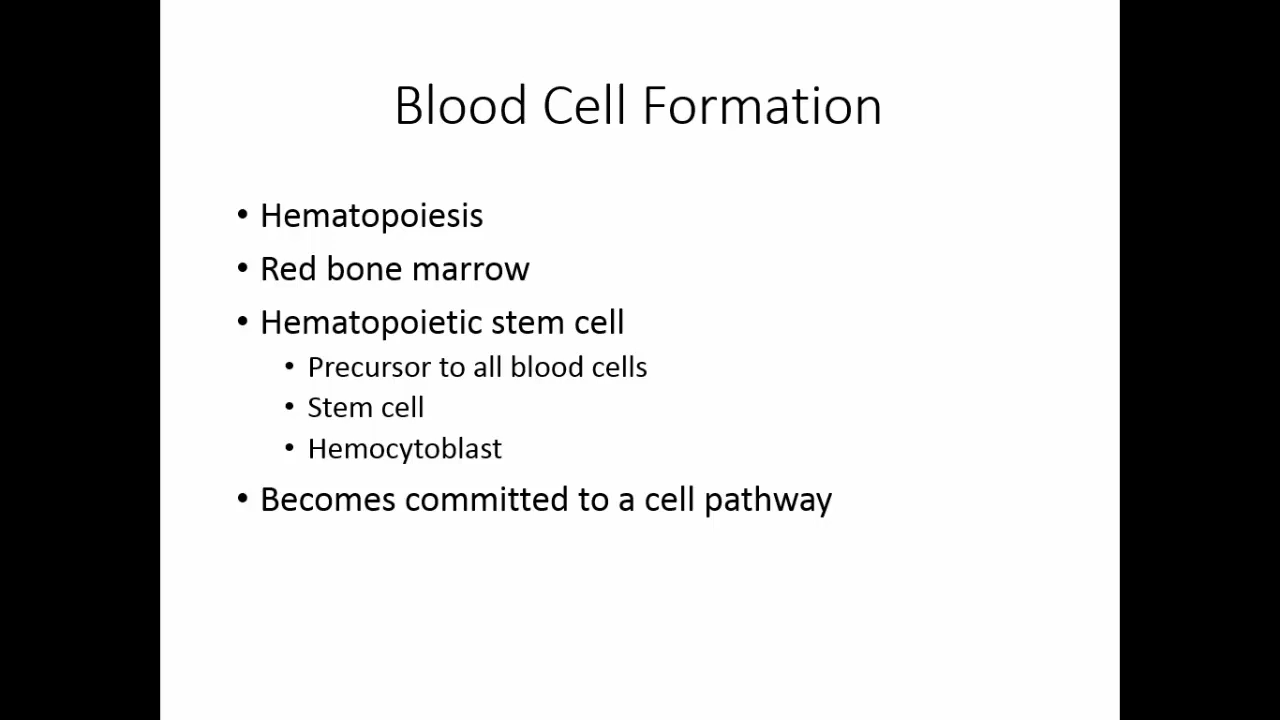 Blood Cell Formation
• Hematopoiesis
• Red bone marrow
• Hematopoietic stem cell
• Precursor to all blood cells
• Stem cell
• Hemocytoblast
• Becomes committed to a cell pathway